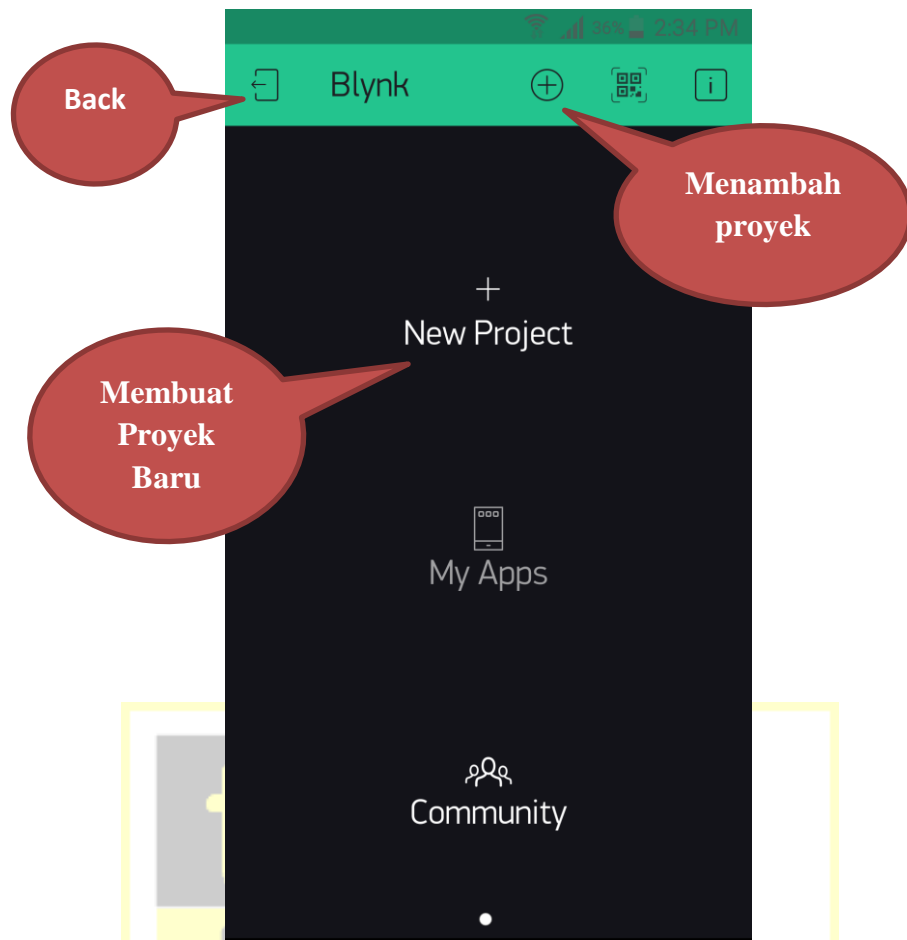 36% 2:34 PM
Back
Blynk
Menambah
proyek
New Project
Membuat
Proyek
Baru
My Apps
Community